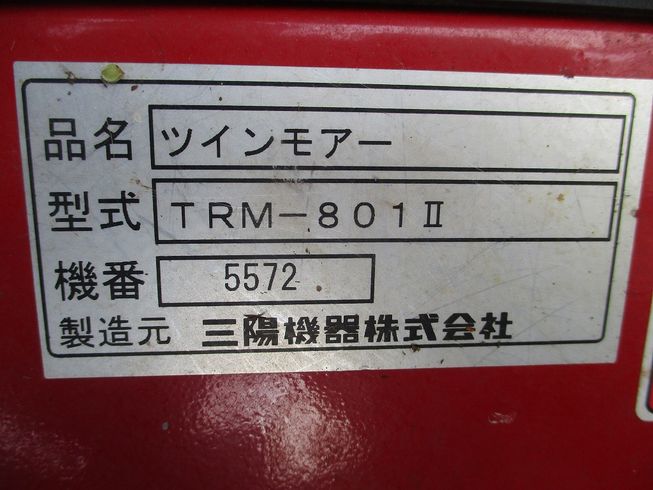 品名 ツインモアー
型式 TRM-801Ⅱ
機番 5572
製造元 三陽機器株式会社